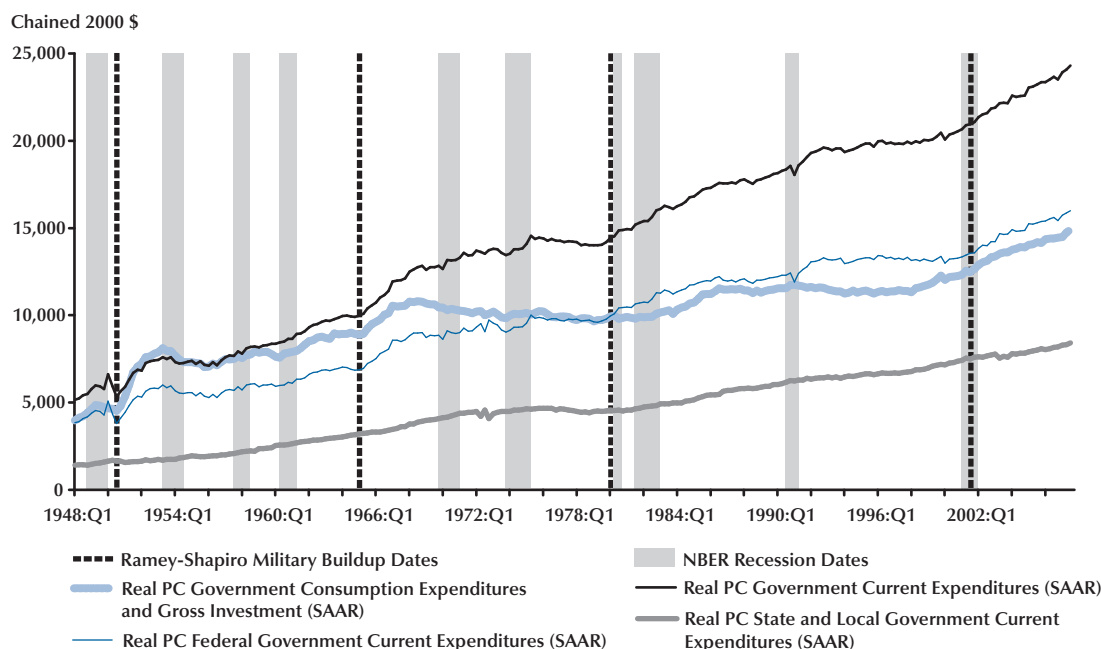 Chained 2000 $
25,000
20,000
15,000
10,000
5,000
0
1948:Q1 1954:Q1 1960:Q1 1966:Q1 1972:Q1 1978:Q1 1984:Q1 1990:Q1 1996:Q1 2002:Q1
Ramey-Shapiro Military Buildup Dates
Real PC Government Consumption Expenditures
and Gross Investment (SAAR)
Real PC Federal Government Current Expenditures (SAAR)
NBER Recession Dates
Real PC Government Current Expenditures (SAAR)
Real PC State and Local Government Current
Expenditures (SAAR)